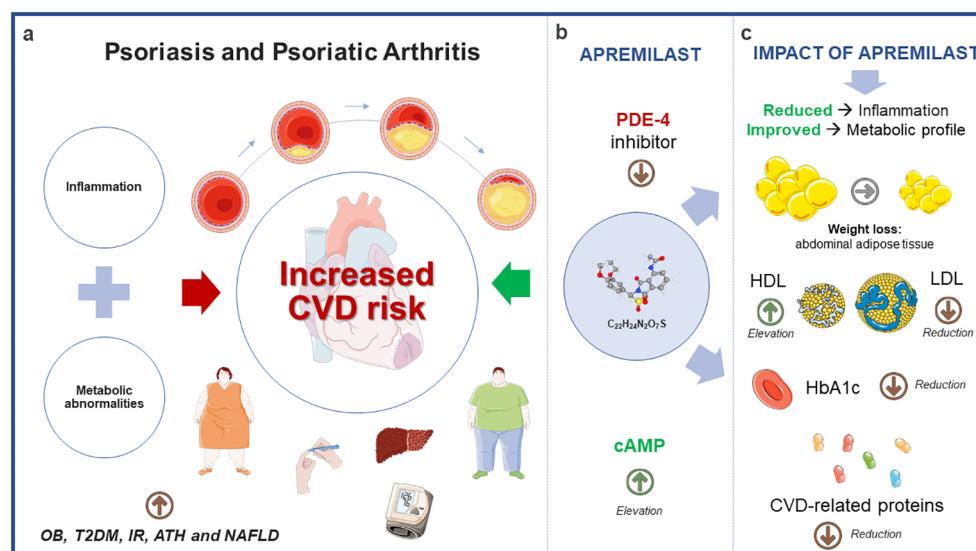 a
Psoriasis and Psoriatic Arthritis
Inflammation
Metabolic
abnormalities
Increased
CVD risk
126
76
OB, T2DM, IR, ATH and NAFLD
b
APREMILAST
PDE-4
inhibitor
C₂₂H₂₄N₂O₇S
cAMP
Elevation
c
IMPACT OF APREMILAST
Reduced → Inflammation
Improved → Metabolic profile
Weight loss:
abdominal adipose tissue
HDL
Elevation
LDL
Reduction
HbA1c
Reduction
CVD-related proteins
Reduction